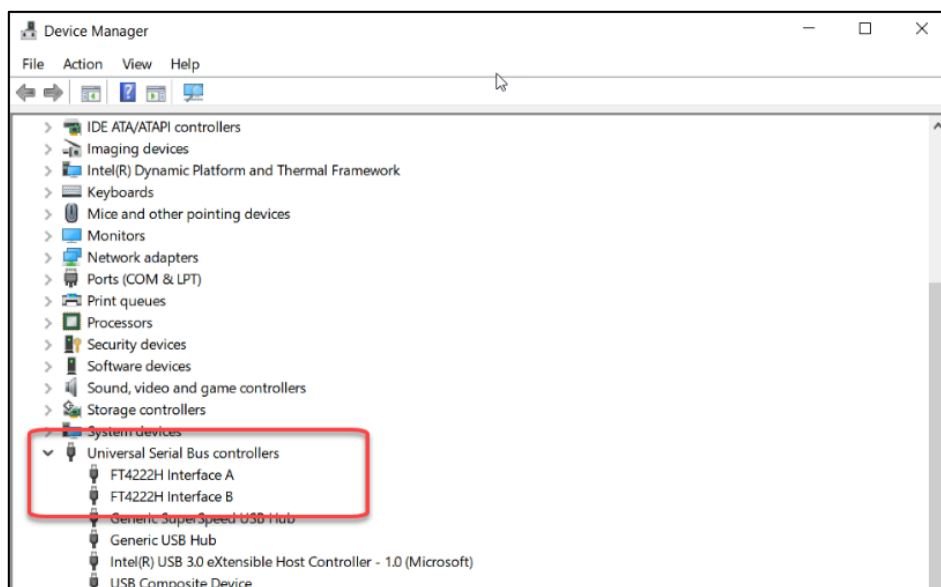 Device Manager
File Action View Help
IDE ATA/ATAPI controllers
Imaging devices
Intel(R) Dynamic Platform and Thermal Framework
Keyboards
Mice and other pointing devices
Monitors
Network adapters
Ports (COM & LPT)
Print queues
Processors
Security devices
Software devices
Sound, video and game controllers
Storage controllers
System devices
Universal Serial Bus controllers
FT4222H Interface A
FT4222H Interface B
Generic SuperSpeed USB Hub
Generic USB Hub
Intel(R) USB 3.0 eXtensible Host Controller - 1.0 (Microsoft)
USB Composite Device